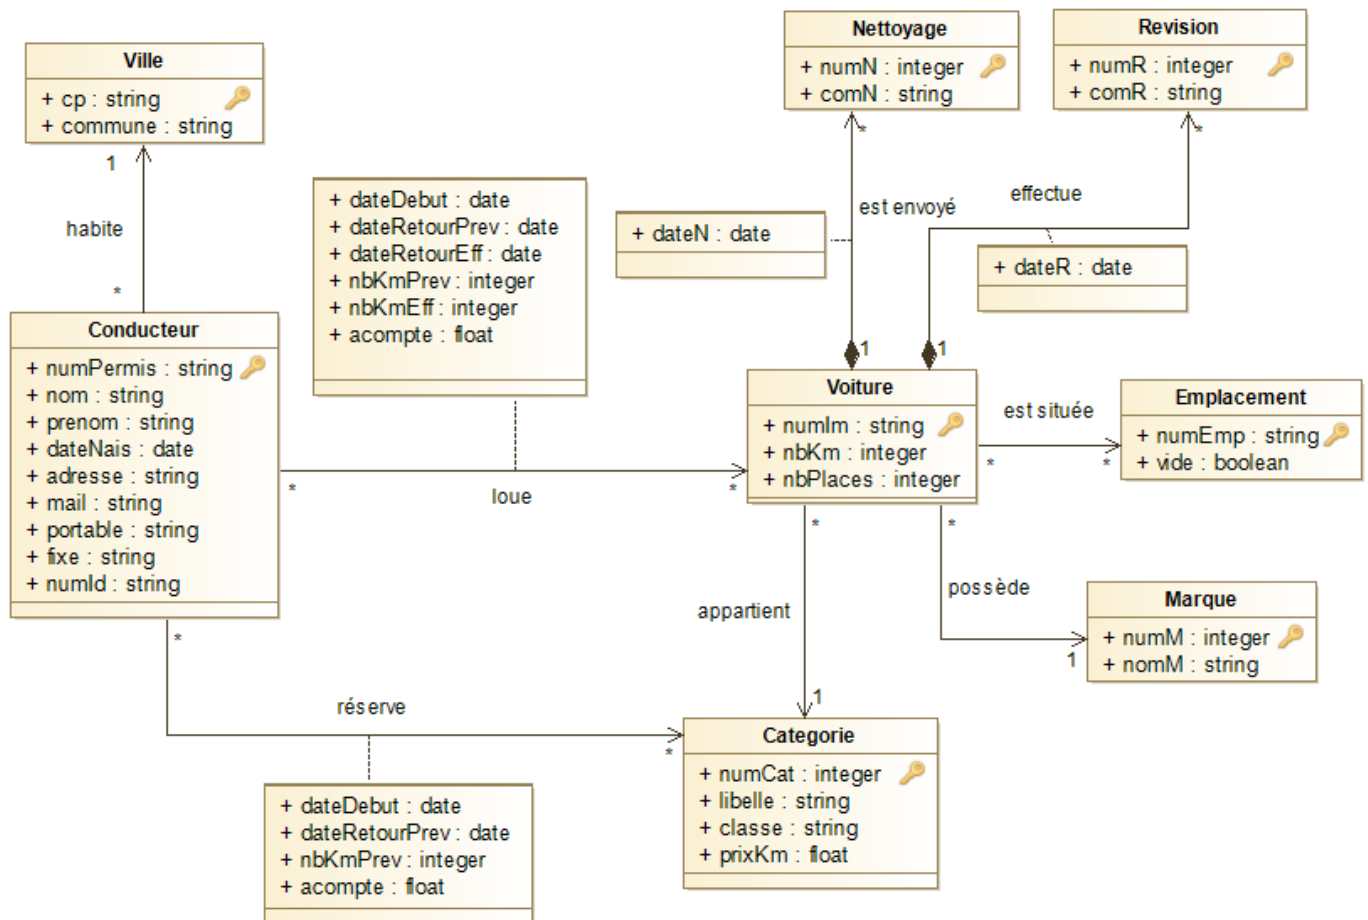 Ville
+ cp : string
+ commune : string
1
habite
*
Conducteur
+ numPermis : string
+ nom : string
+ prenom : string
+ dateNais : date
+ adresse : string
+ mail : string
+ portable : string
+ fixe : string
+ numId : string
+ dateDebut : date
+ dateRetourPrev : date
+ dateRetourEff : date
+ nbKmPrev : integer
+ nbKmEff : integer
+ acompte : float
*
loue
*
Nettoyage
+ numN : integer
+ comN : string
*
est envoyé
+ dateN : date
1
Revision
+ numR : integer
+ comR : string
*
effectue
+ dateR : date
1
Voiture
+ numIm : string
+ nbKm : integer
+ nbPlaces : integer
est située
*
*
Emplacement
+ numEmp : string
+ vide : boolean
*
appartient
1
*
possède
1
Marque
+ numM : integer
+ nomM : string
*
réserve
*
+ dateDebut : date
+ dateRetourPrev : date
+ nbKmPrev : integer
+ acompte : float
Categorie
+ numCat : integer
+ libelle : string
+ classe : string
+ prixKm : float